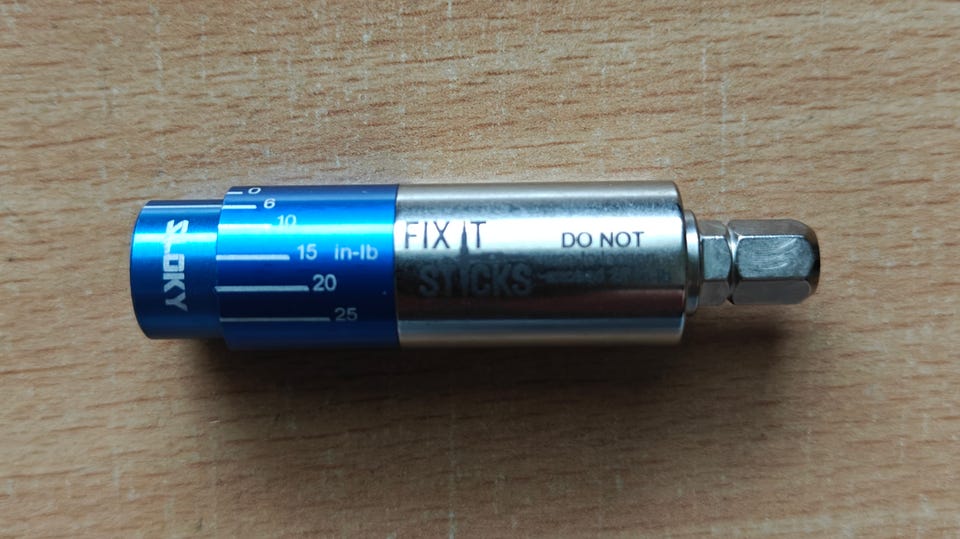 SLOKY
0
6
10
15 in-lb
20
25
FIX IT
STICKS
DO NOT